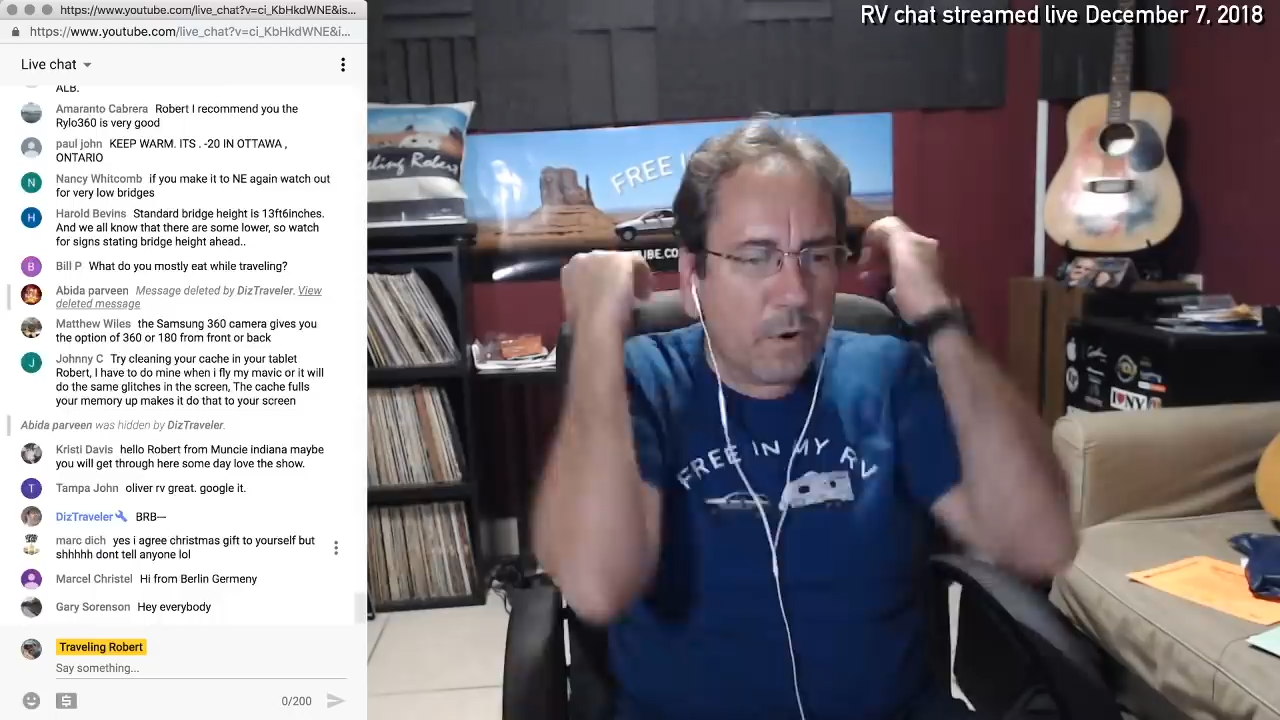 https://www.youtube.com/live_chat?v=ci_KbHkdWNE&is...
https://www.youtube.com/live_chat?v=ci_KbHkdWNE&i...
Live chat
ALB.
Amaranto Cabrera Robert I recommend you the
Rylo360 is very good
paul john KEEP WARM. ITS . -20 IN OTTAWA ,
ONTARIO
N
Nancy Whitcomb if you make it to NE again watch out
for very low bridges
H
Harold Bevins Standard bridge height is 13ft6inches.
And we all know that there are some lower, so watch
for signs stating bridge height ahead..
B
Bill P What do you mostly eat while traveling?
Abida parveen Message deleted by DizTraveler. View
deleted message
Matthew Wiles the Samsung 360 camera gives you
the option of 360 or 180 from front or back
J
Johnny C Try cleaning your cache in your tablet
Robert, I have to do mine when i fly my mavic or it will
do the same glitches in the screen, The cache fulls
your memory up makes it do that to your screen
Abida parveen was hidden by DizTraveler.
Kristi Davis hello Robert from Muncie indiana maybe
you will get through here some day love the show.
T
Tampa John oliver rv great. google it.
DizTraveler BRB---
marc dich yes i agree christmas gift to yourself but
shhhhh dont tell anyone lol
Marcel Christel Hi from Berlin Germeny
Gary Sorenson Hey everybody
Traveling Robert
Say something...
$
0/200
RV chat streamed live December 7, 2018
eling Robert
FREE I
UBE.CO
FREE IN MY RV
I NY